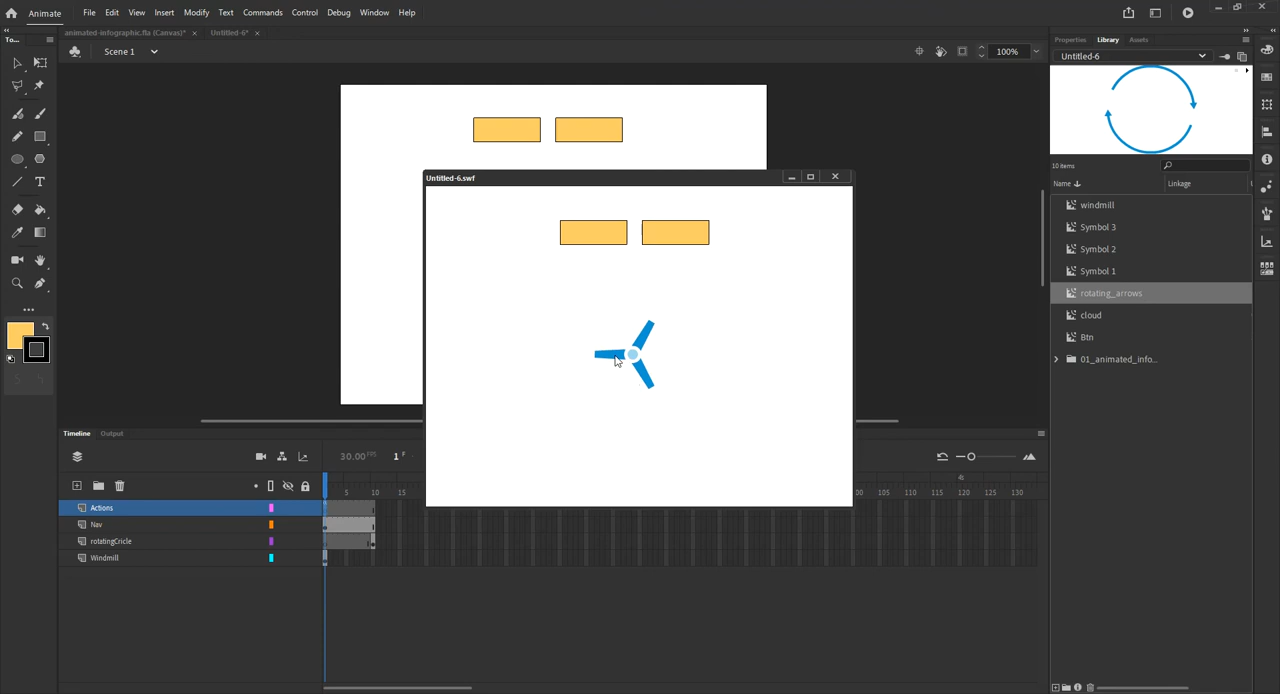 Animate File Edit View Insert Modify Text Commands Control Debug Window Help
animated-infographic.fla (Canvas)* × Untitled-6* ×
To...
Scene 1
100%
Properties Library Assets
Untitled-6
10 items
Name Linkage
windmill
Symbol 3
Symbol 2
Symbol 1
rotating_arrows
cloud
Btn
01_animated_info...
Untitled-6.swf
Timeline Output
30.00 FPS 1 F
4s
5 10 15 00 105 110 115 120 125 130
Actions
Nav
rotatingCricle
Windmill